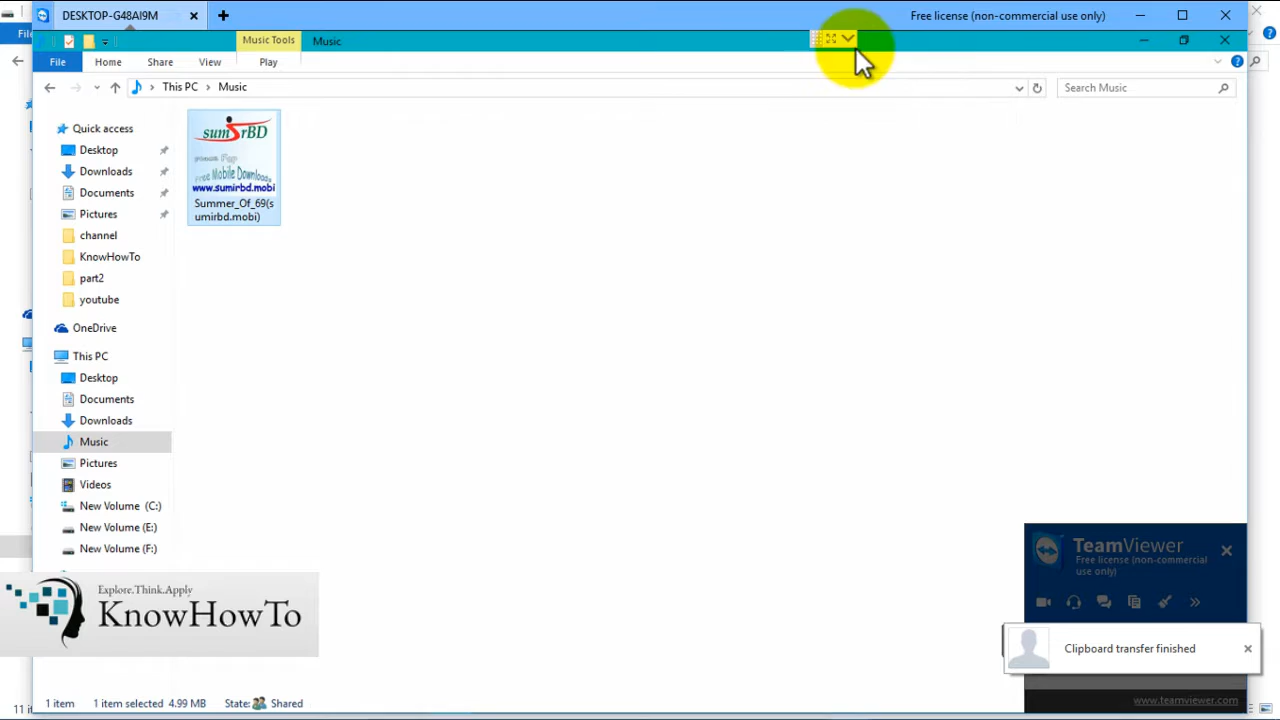 DESKTOP-G48AI9M
Free license (non-commercial use only)
Music Tools
Music
File
Home
Share
View
Play
This PC
Music
Search Music
Quick access
Desktop
Downloads
Documents
Pictures
channel
KnowHowTo
part2
youtube
OneDrive
This PC
Desktop
Documents
Downloads
Music
Pictures
Videos
New Volume (C:)
New Volume (E:)
New Volume (F:)
sumirBD
Free Mobile Downloads
www.sumirbd.mobi
Summer_Of_69(s
umirbd.mobi)
TeamViewer
Free license (non-commercial
use only)
Clipboard transfer finished
www.teamviewer.com
Explore.Think.Apply
KnowHowTo
1 item
1 item selected 4.99 MB
State:
Shared
11 it